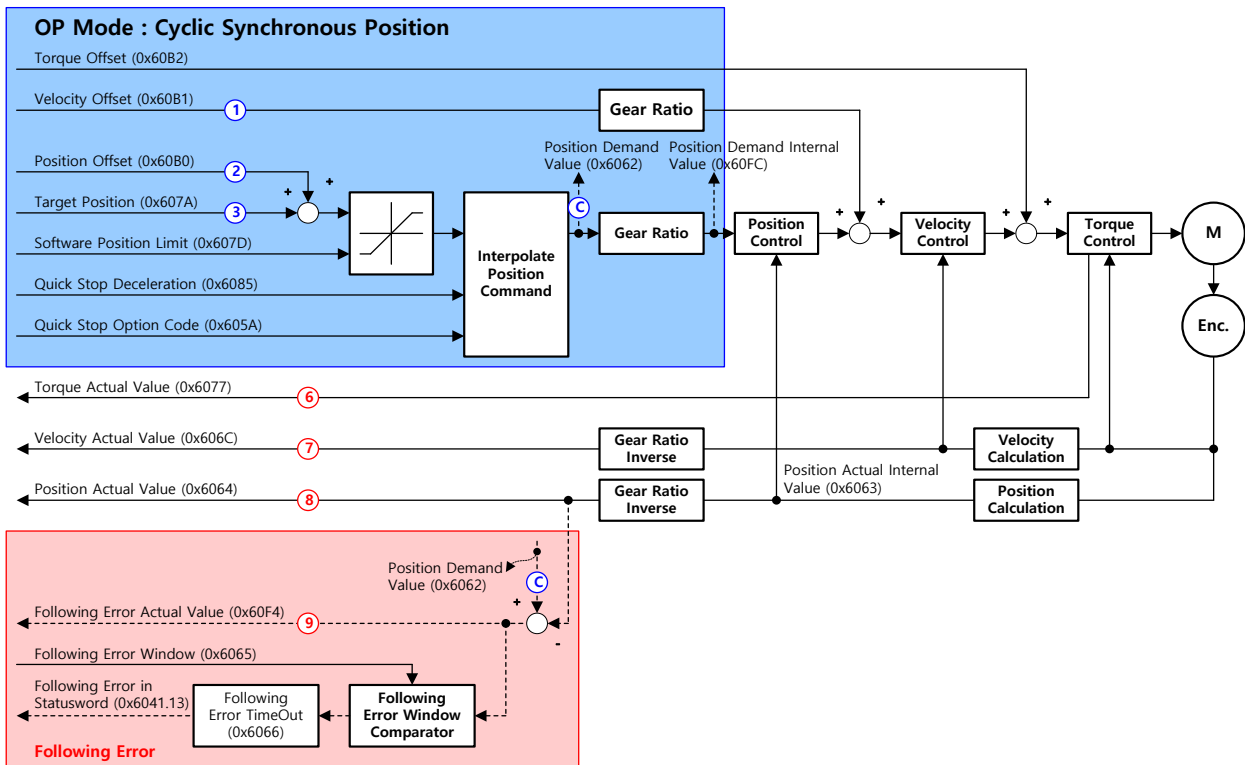 OP Mode : Cyclic Synchronous Position
Torque Offset (0x60B2)
Velocity Offset (0x60B1)
1
Gear Ratio
Position Offset (0x60B0)
2
+
+
Target Position (0x607A)
3
Software Position Limit (0x607D)
Quick Stop Deceleration (0x6085)
Quick Stop Option Code (0x605A)
Interpolate
Position
Command
Position Demand
Value (0x6062)
C
Gear Ratio
Position Demand Internal
Value (0x60FC)
Position
Control
+
+
Velocity
Control
+
+
Torque
Control
M
Enc.
Torque Actual Value (0x6077)
6
Velocity Actual Value (0x606C)
7
Gear Ratio
Inverse
Velocity
Calculation
Position Actual Value (0x6064)
8
Gear Ratio
Inverse
Position Actual Internal
Value (0x6063)
Position
Calculation
Position Demand
Value (0x6062)
C
+
-
Following Error Actual Value (0x60F4)
9
Following Error Window (0x6065)
Following Error in
Statusword (0x6041.13)
Following
Error TimeOut
(0x6066)
Following
Error Window
Comparator
Following Error